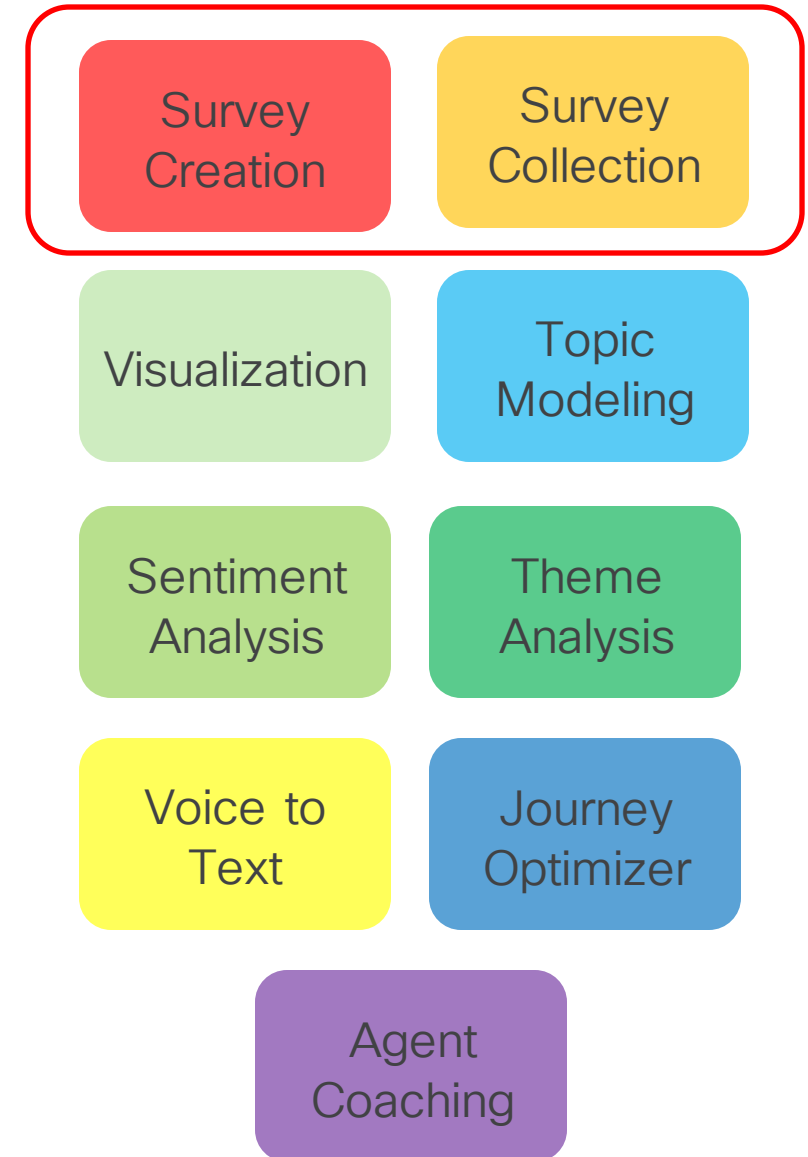 Survey
Creation
Survey
Collection
Visualization
Topic
Modeling
Sentiment
Analysis
Theme
Analysis
Voice to
Text
Journey
Optimizer
Agent
Coaching